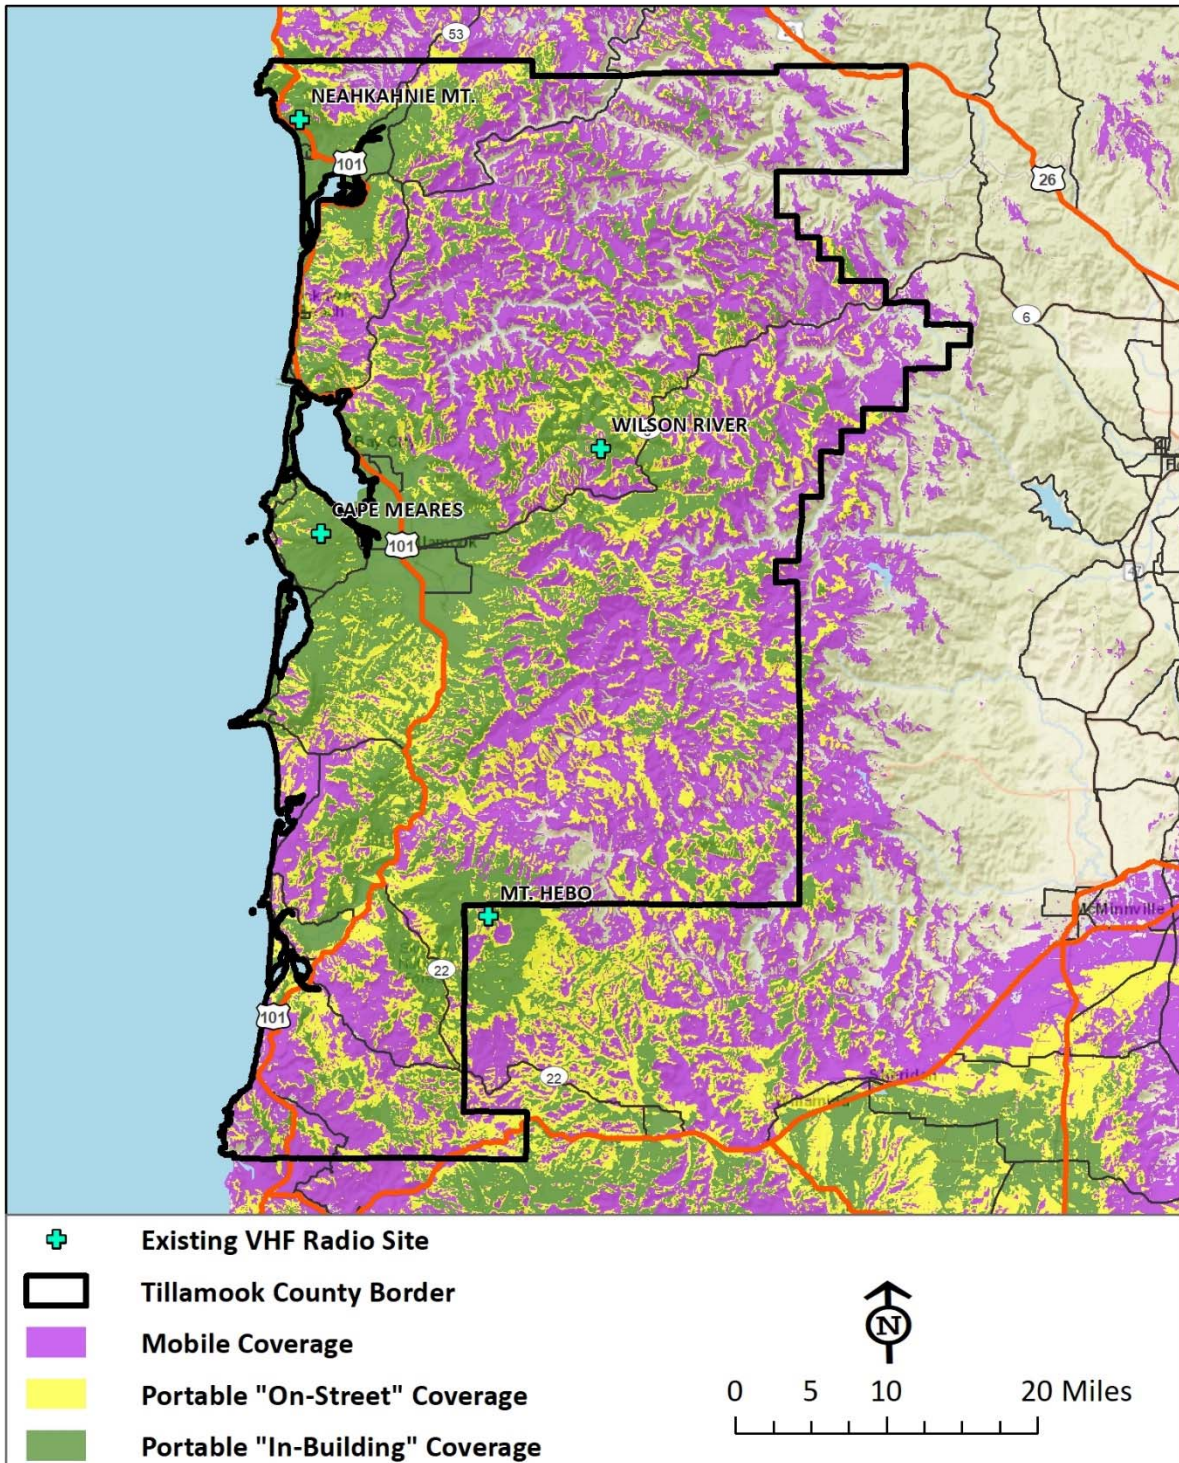 53
NEAHKAHNIE MT.
101
26
6
WILSON RIVER
CAPE MEARES
101
47
MT. HEBO
McMinnville
22
101
22
Sheridan
Existing VHF Radio Site
Tillamook County Border
Mobile Coverage
Portable "On-Street" Coverage
Portable "In-Building" Coverage
N
0 5 10 20 Miles